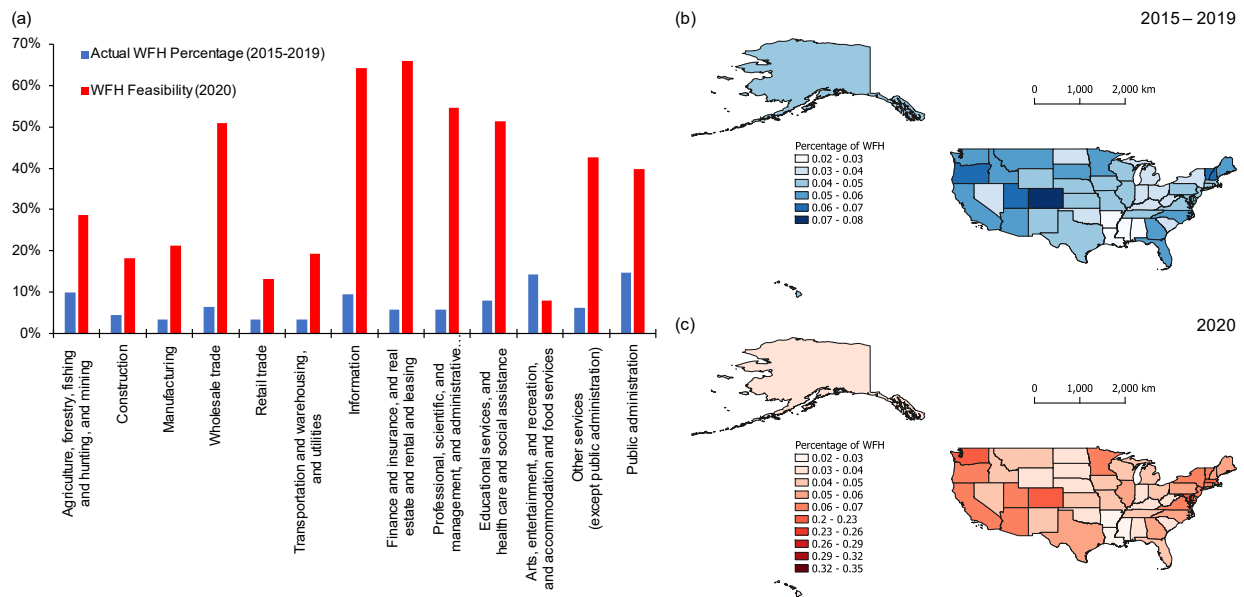 (a)
70%
60%
50%
40%
30%
20%
10%
0%
Actual WFH Percentage (2015-2019)
WFH Feasibility (2020)
Agriculture, forestry, fishing
and hunting, and mining
Construction
Manufacturing
Wholesale trade
Retail trade
Transportation and warehousing,
and utilities
Information
Finance and insurance, and real
estate and rental and leasing
Professional, scientific, and
management, and administrative…
Educational services, and
health care and social assistance
Arts, entertainment, and recreation,
and accommodation and food services
Other services
(except public administration)
Public administration
(b)
2015 – 2019
0 1,000 2,000 km
Percentage of WFH
0.02 - 0.03
0.03 - 0.04
0.04 - 0.05
0.05 - 0.06
0.06 - 0.07
0.07 - 0.08
(c)
2020
0 1,000 2,000 km
Percentage of WFH
0.02 - 0.03
0.03 - 0.04
0.04 - 0.05
0.05 - 0.06
0.06 - 0.07
0.2 - 0.23
0.23 - 0.26
0.26 - 0.29
0.29 - 0.32
0.32 - 0.35